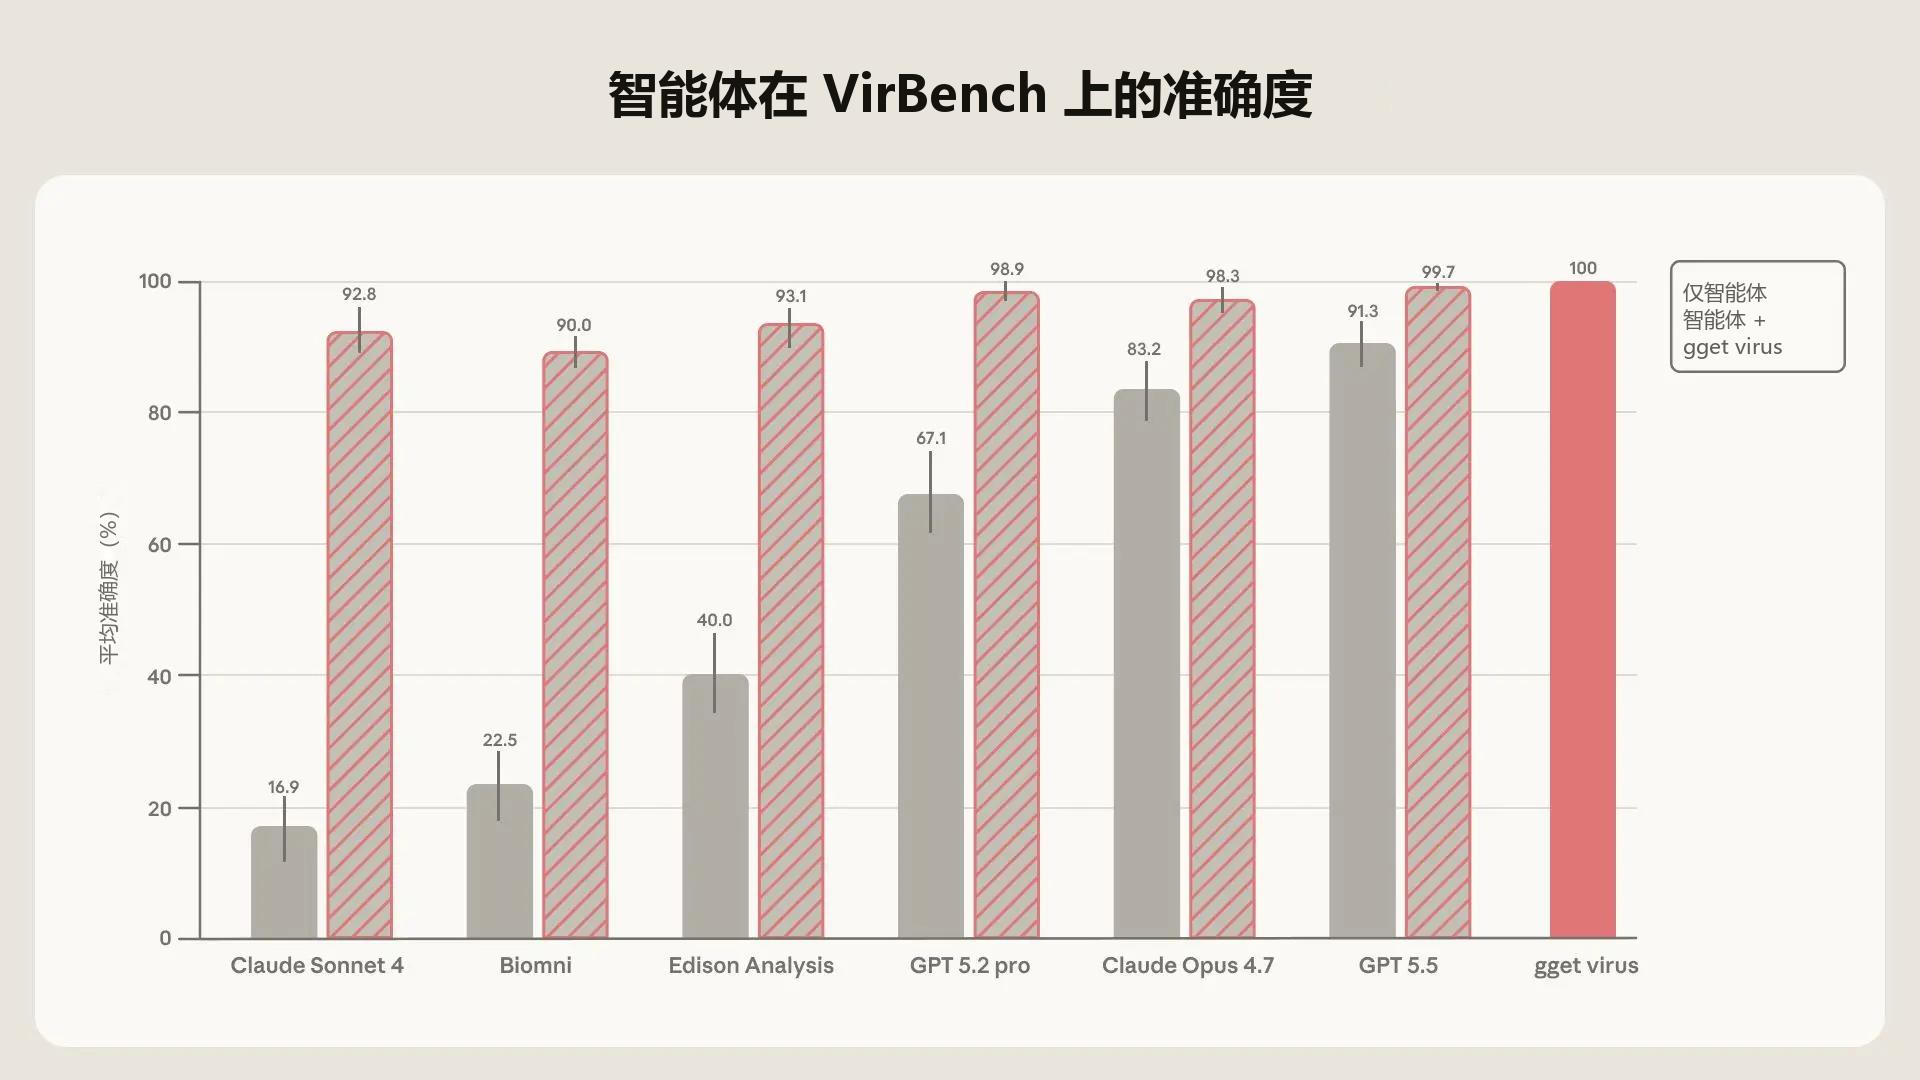 智能体在 VirBench 上的准确度
仅智能体
智能体 +
gget virus
平均准确度（%）
100
80
60
40
20
0
16.9
92.8
22.5
90.0
40.0
93.1
67.1
98.9
83.2
98.3
91.3
99.7
100
Claude Sonnet 4
Biomni
Edison Analysis
GPT 5.2 pro
Claude Opus 4.7
GPT 5.5
gget virus